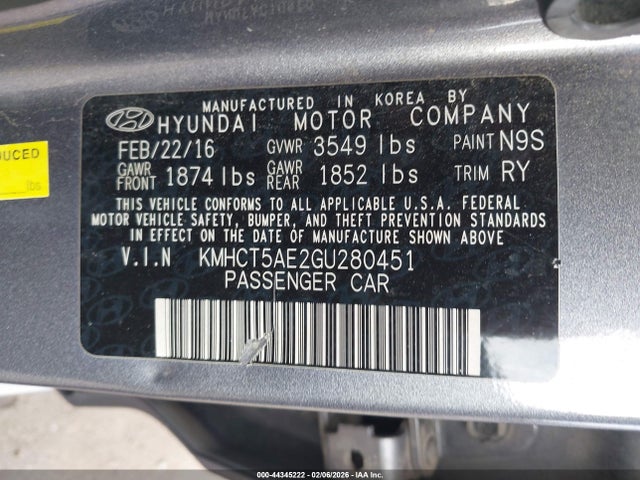 MANUFACTURED IN KOREA BY
HYUNDAI MOTOR COMPANY
FEB/22/16 GVWR 3549 lbs PAINT N9S
GAWR FRONT 1874 lbs GAWR REAR 1852 lbs TRIM RY
THIS VEHICLE CONFORMS TO ALL APPLICABLE U.S.A. FEDERAL
MOTOR VEHICLE SAFETY, BUMPER, AND THEFT PREVENTION STANDARDS
IN EFFECT ON THE DATE OF MANUFACTURE SHOWN ABOVE
V.I.N KMHCT5AE2GU280451
PASSENGER CAR
UCED
lbs
000-44345222 - 02/06/2026 - COPART, INC.